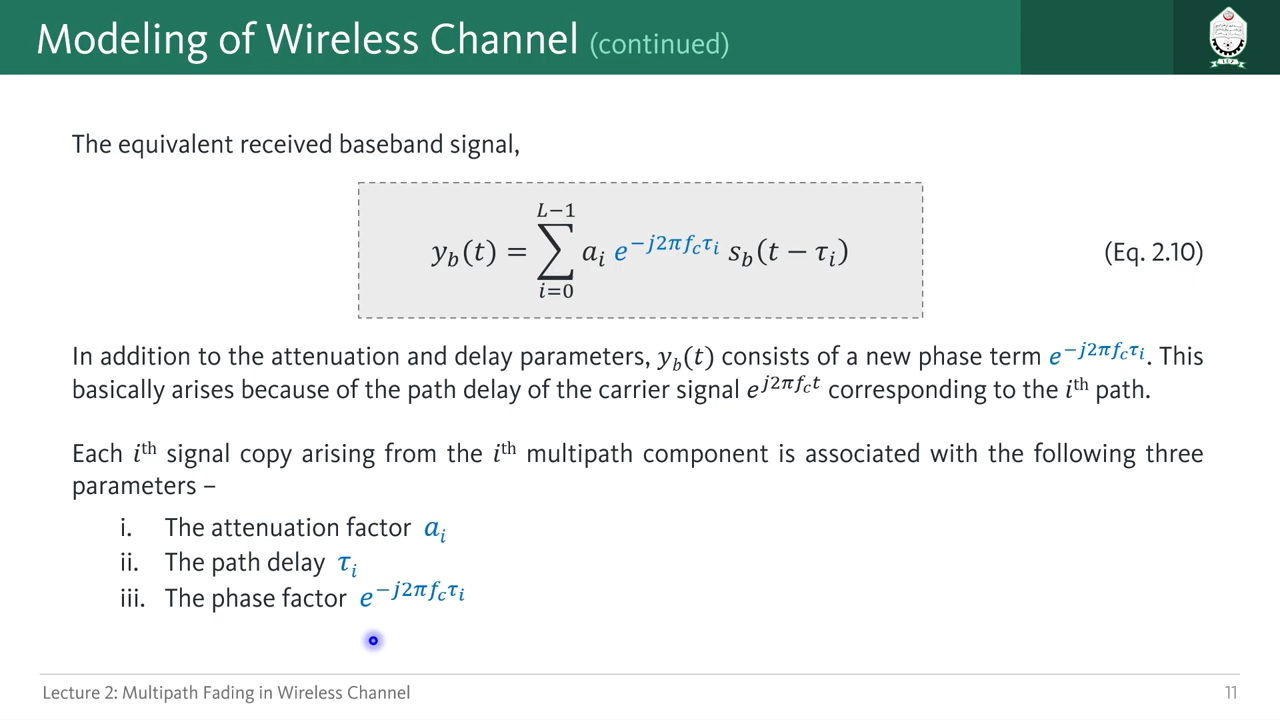 Modeling of Wireless Channel (continued)
The equivalent received baseband signal,
y_b(t) = \sum_{i=0}^{L-1} a_i e^{-j2πf_cτ_i} s_b(t − τ_i) (Eq. 2.10)
In addition to the attenuation and delay parameters, y_b(t) consists of a new phase term e^{-j2πf_cτ_i}. This
basically arises because of the path delay of the carrier signal e^{j2πf_ct} corresponding to the i^{th} path.
Each i^{th} signal copy arising from the i^{th} multipath component is associated with the following three
parameters –
i. The attenuation factor a_i
ii. The path delay τ_i
iii. The phase factor e^{-j2πf_cτ_i}
Lecture 2: Multipath Fading in Wireless Channel 11